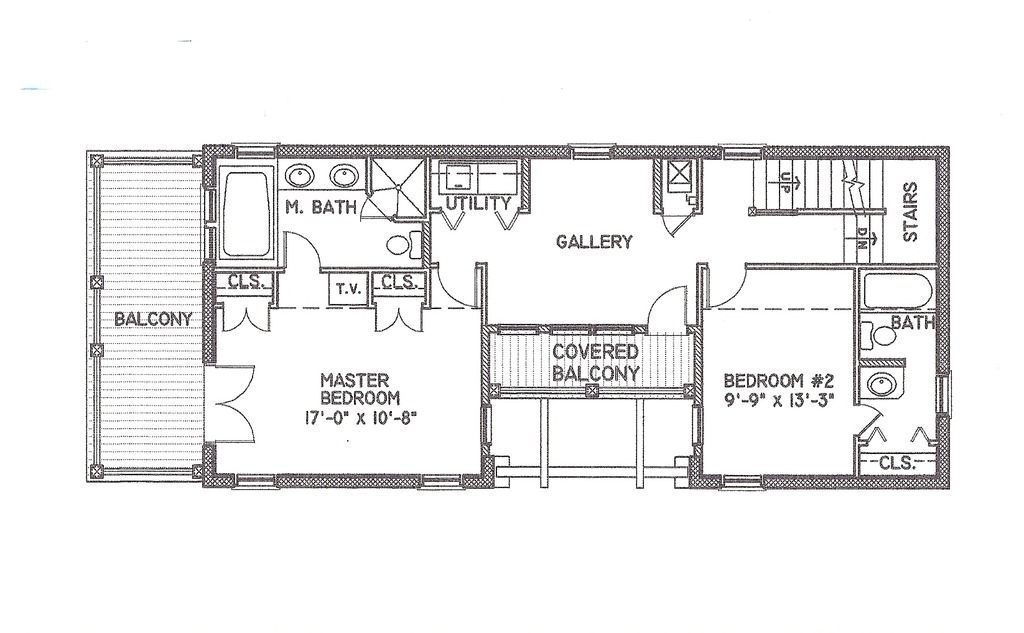 M. BATH
UTILITY
GALLERY
UP
DN
STAIRS
CLS.
T.V.
CLS.
BALCONY
COVERED
BALCONY
BATH
MASTER
BEDROOM
17'-0" X 10'-8"
BEDROOM #2
9'-9" X 13'-3"
CLS.